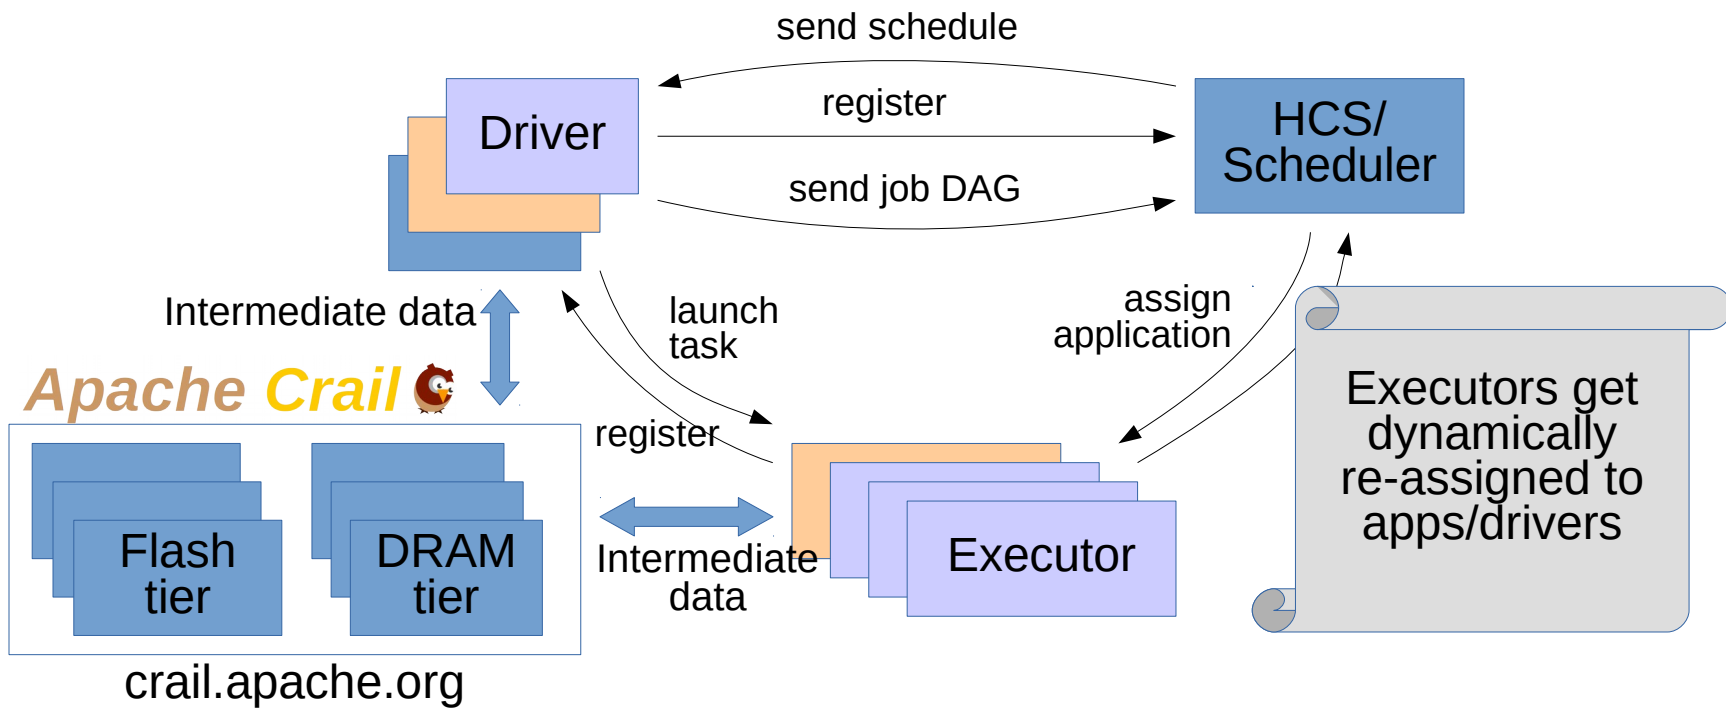 send schedule
register
send job DAG
Driver
HCS/
Scheduler
Intermediate data
launch
task
assign
application
Apache Crail
register
Executors get
dynamically
re-assigned to
apps/drivers
Flash
tier
DRAM
tier
Intermediate
data
Executor
crail.apache.org